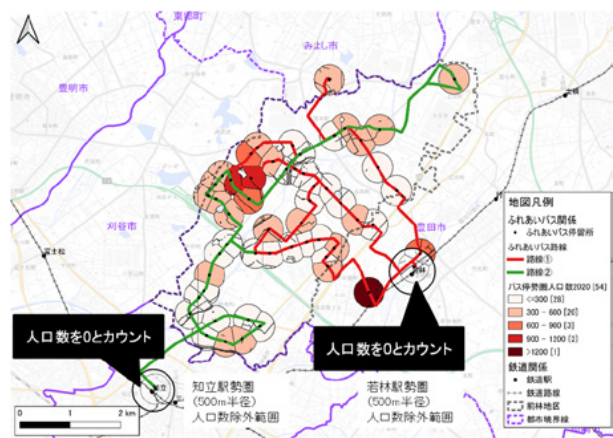 東郷町
みよし市
豊明市
刈谷市
豊田市
土橋
富士松
若林
知立
人口数を0とカウント
人口数を0とカウント
知立駅勢圏
(500m半径)
人口数除外範囲
若林駅勢圏
(500m半径)
人口数除外範囲
0 1 2 km
地図凡例
ふれあいバス関係
ふれあいバス停留所
ふれあいバス路線
路線①
路線②
バス停勢圏人口数2020 [54]
<=300 [28]
300 - 600 [20]
600 - 900 [3]
900 - 1200 [2]
>1200 [1]
鉄道関係
鉄道駅
鉄道路線
前林地区
都市境界線